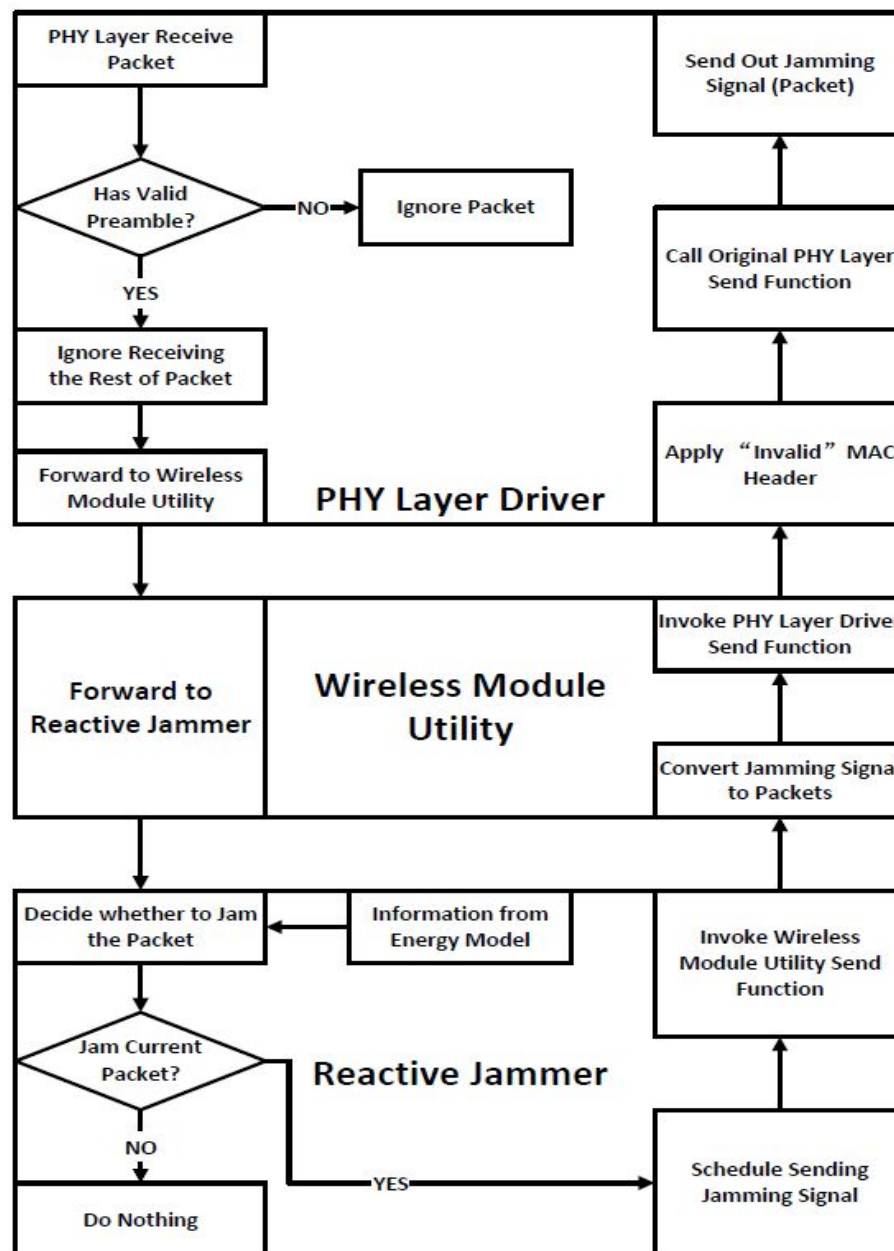 PHY Layer Receive
Packet
Has Valid
Preamble?
NO
Ignore Packet
YES
Ignore Receiving
the Rest of Packet
Forward to Wireless
Module Utility
PHY Layer Driver
Send Out Jamming
Signal (Packet)
Call Original PHY Layer
Send Function
Apply “Invalid” MAC
Header
Forward to
Reactive Jammer
Wireless Module
Utility
Invoke PHY Layer Driver
Send Function
Convert Jamming Signal
to Packets
Decide whether to Jam
the Packet
Information from
Energy Model
Jam Current
Packet?
NO
Do Nothing
YES
Reactive Jammer
Invoke Wireless
Module Utility Send
Function
Schedule Sending
Jamming Signal